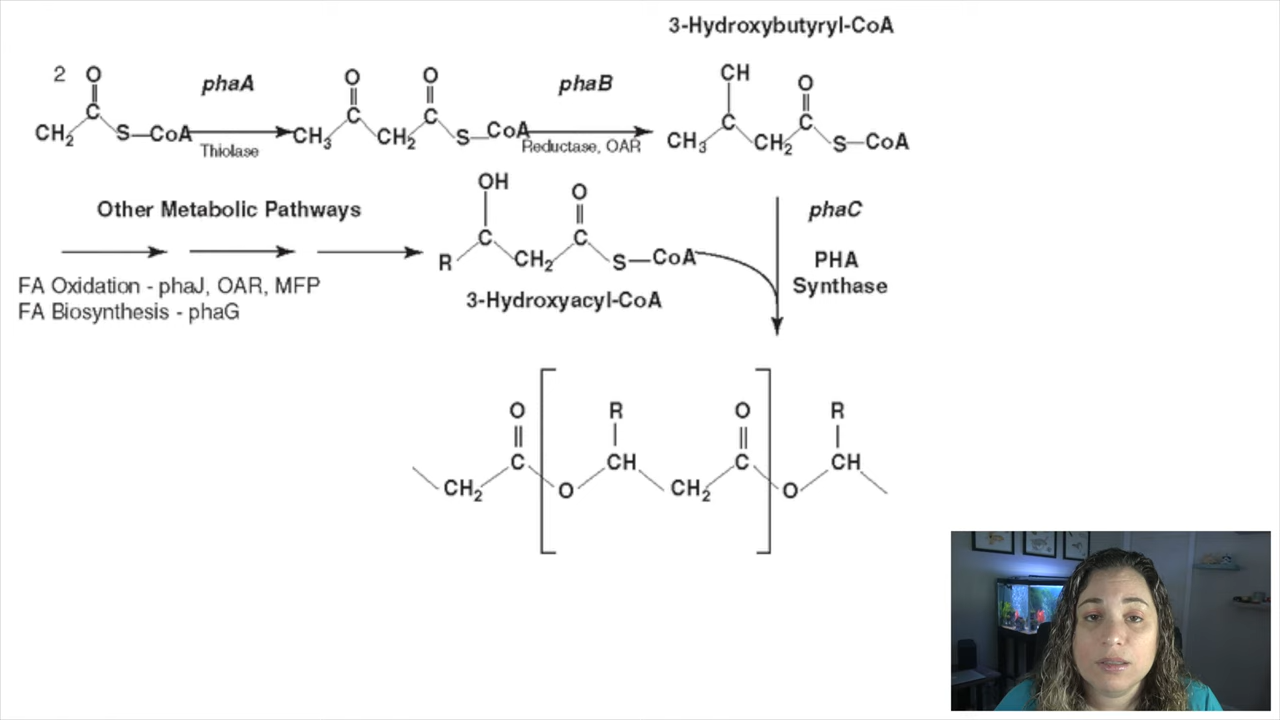 3-Hydroxybutyryl-CoA
2 O
CH2 C S—CoA
phaA
Thiolase
O O
CH3 C CH2 C S—CoA
phaB
Reductase, OAR
CH O
CH3 C CH2 C S—CoA
Other Metabolic Pathways
FA Oxidation - phaJ, OAR, MFP
FA Biosynthesis - phaG
OH O
R C CH2 C S—CoA
3-Hydroxyacyl-CoA
phaC
PHA
Synthase
O R O R
CH2 C O CH CH2 C O CH